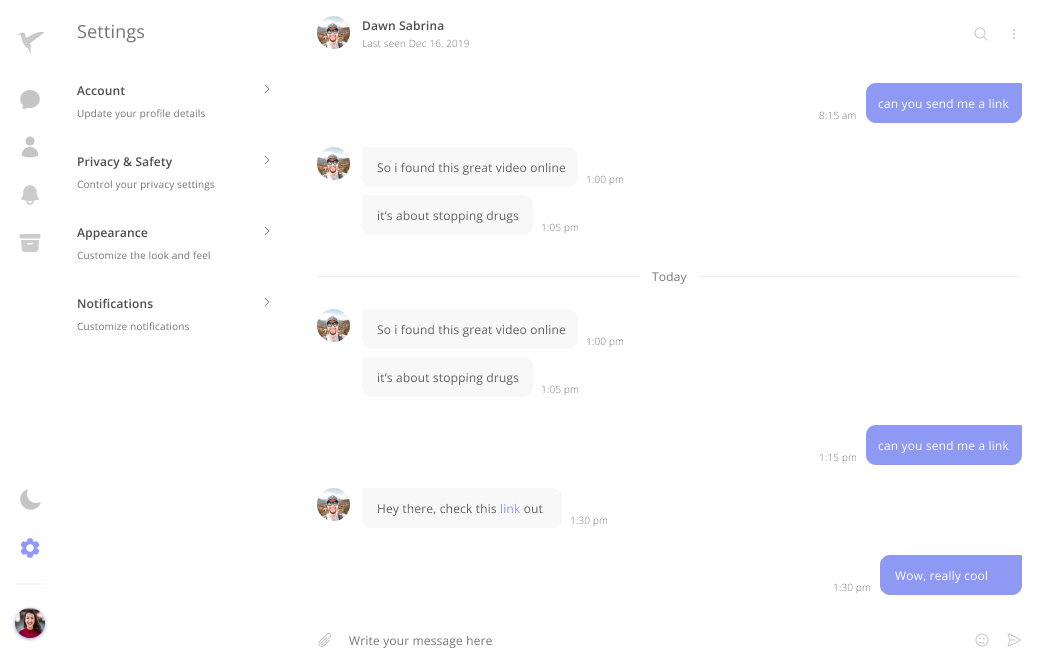 Settings
Account
Update your profile details
Privacy & Safety
Control your privacy settings
Appearance
Customize the look and feel
Notifications
Customize notifications
Dawn Sabrina
Last seen Dec 16, 2019
can you send me a link
8:15 am
So i found this great video online
1:00 pm
it's about stopping drugs
1:05 pm
Today
So i found this great video online
1:00 pm
it's about stopping drugs
1:05 pm
can you send me a link
1:15 pm
Hey there, check this link out
1:30 pm
Wow, really cool
1:30 pm
Write your message here